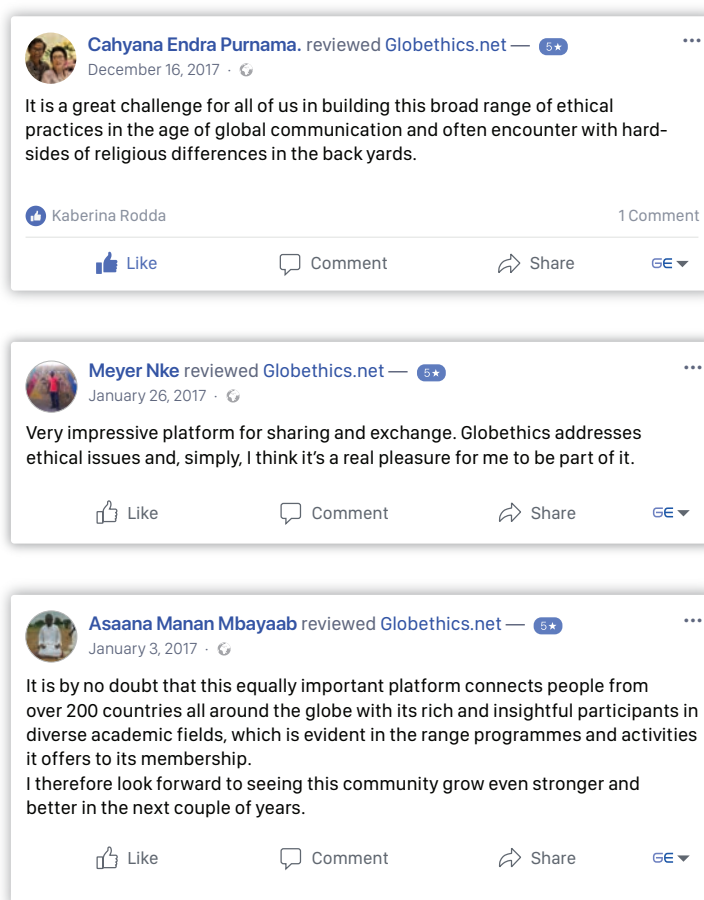 Cahyana Endra Purnama. reviewed Globethics.net — 5★
December 16, 2017 ·
It is a great challenge for all of us in building this broad range of ethical
practices in the age of global communication and often encounter with hard-
sides of religious differences in the back yards.
Kaberina Rodda 1 Comment
Like Comment Share GE
Meyer Nke reviewed Globethics.net — 5★
January 26, 2017 ·
Very impressive platform for sharing and exchange. Globethics addresses
ethical issues and, simply, I think it's a real pleasure for me to be part of it.
Like Comment Share GE
Asaana Manan Mbayaab reviewed Globethics.net — 5★
January 3, 2017 ·
It is by no doubt that this equally important platform connects people from
over 200 countries all around the globe with its rich and insightful participants in
diverse academic fields, which is evident in the range programmes and activities
it offers to its membership.
I therefore look forward to seeing this community grow even stronger and
better in the next couple of years.
Like Comment Share GE